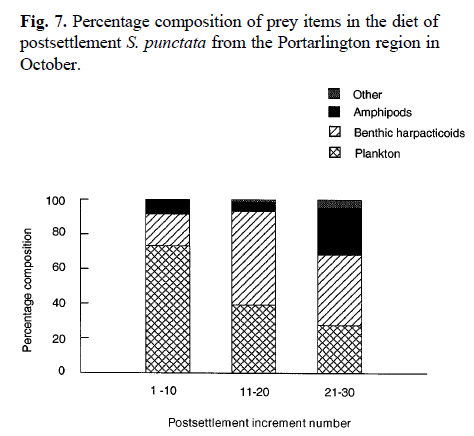 Fig. 7. Percentage composition of prey items in the diet of
postsettlement S. punctata from the Portarlington region in
October.
Other
Amphipods
Benthic harpacticoids
Plankton
100
80
60
40
20
0
Percentage composition
1 -10 11-20 21-30
Postsettlement increment number